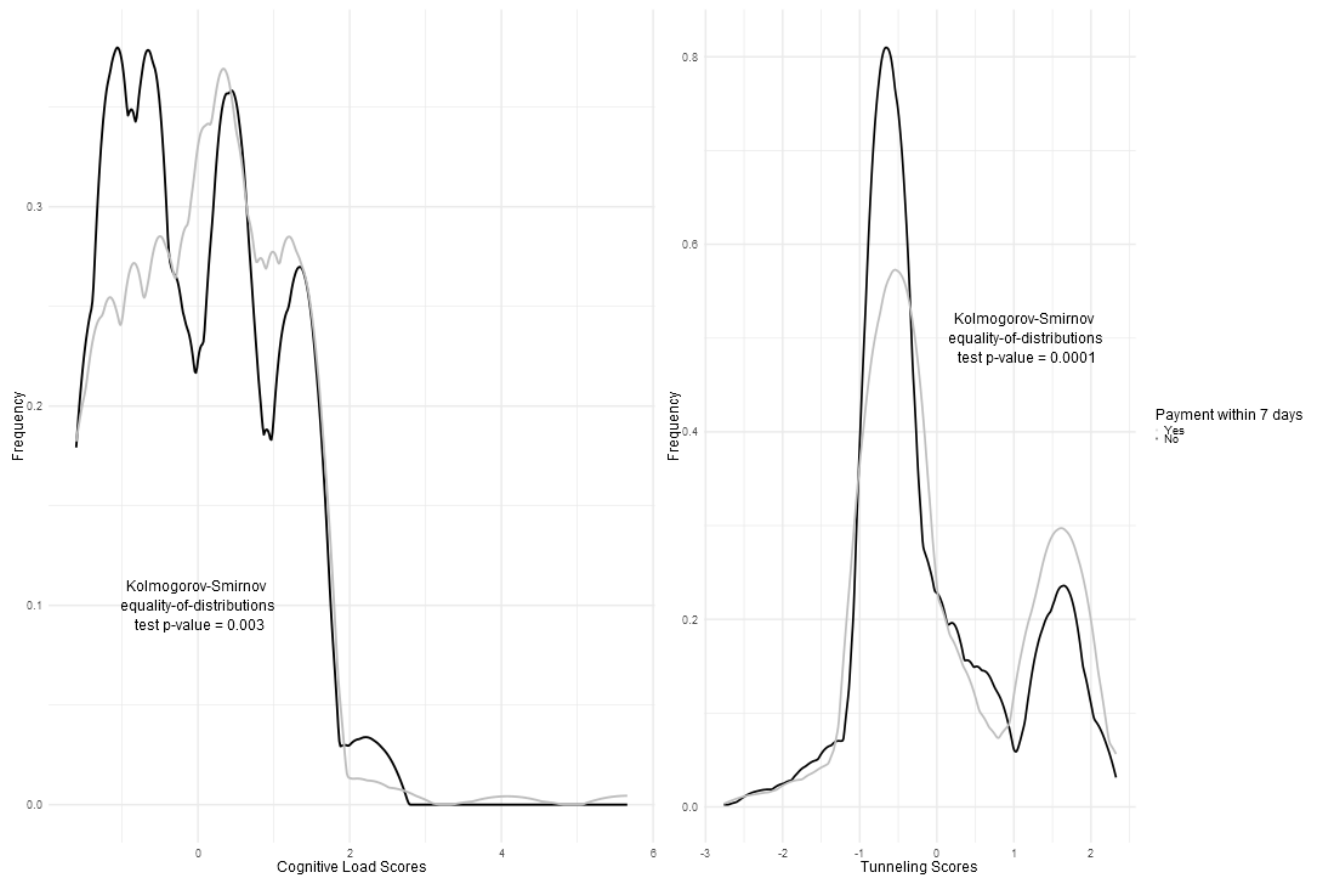 0.3
0.2
0.1
0.0
Frequency
Kolmogorov-Smirnov
equality-of-distributions
test p-value = 0.003
0
2
4
6
Cognitive Load Scores
0.8
0.6
0.4
0.2
0.0
Frequency
Kolmogorov-Smirnov
equality-of-distributions
test p-value = 0.0001
-3
-2
-1
0
1
2
Tunneling Scores
Payment within 7 days
Yes
No